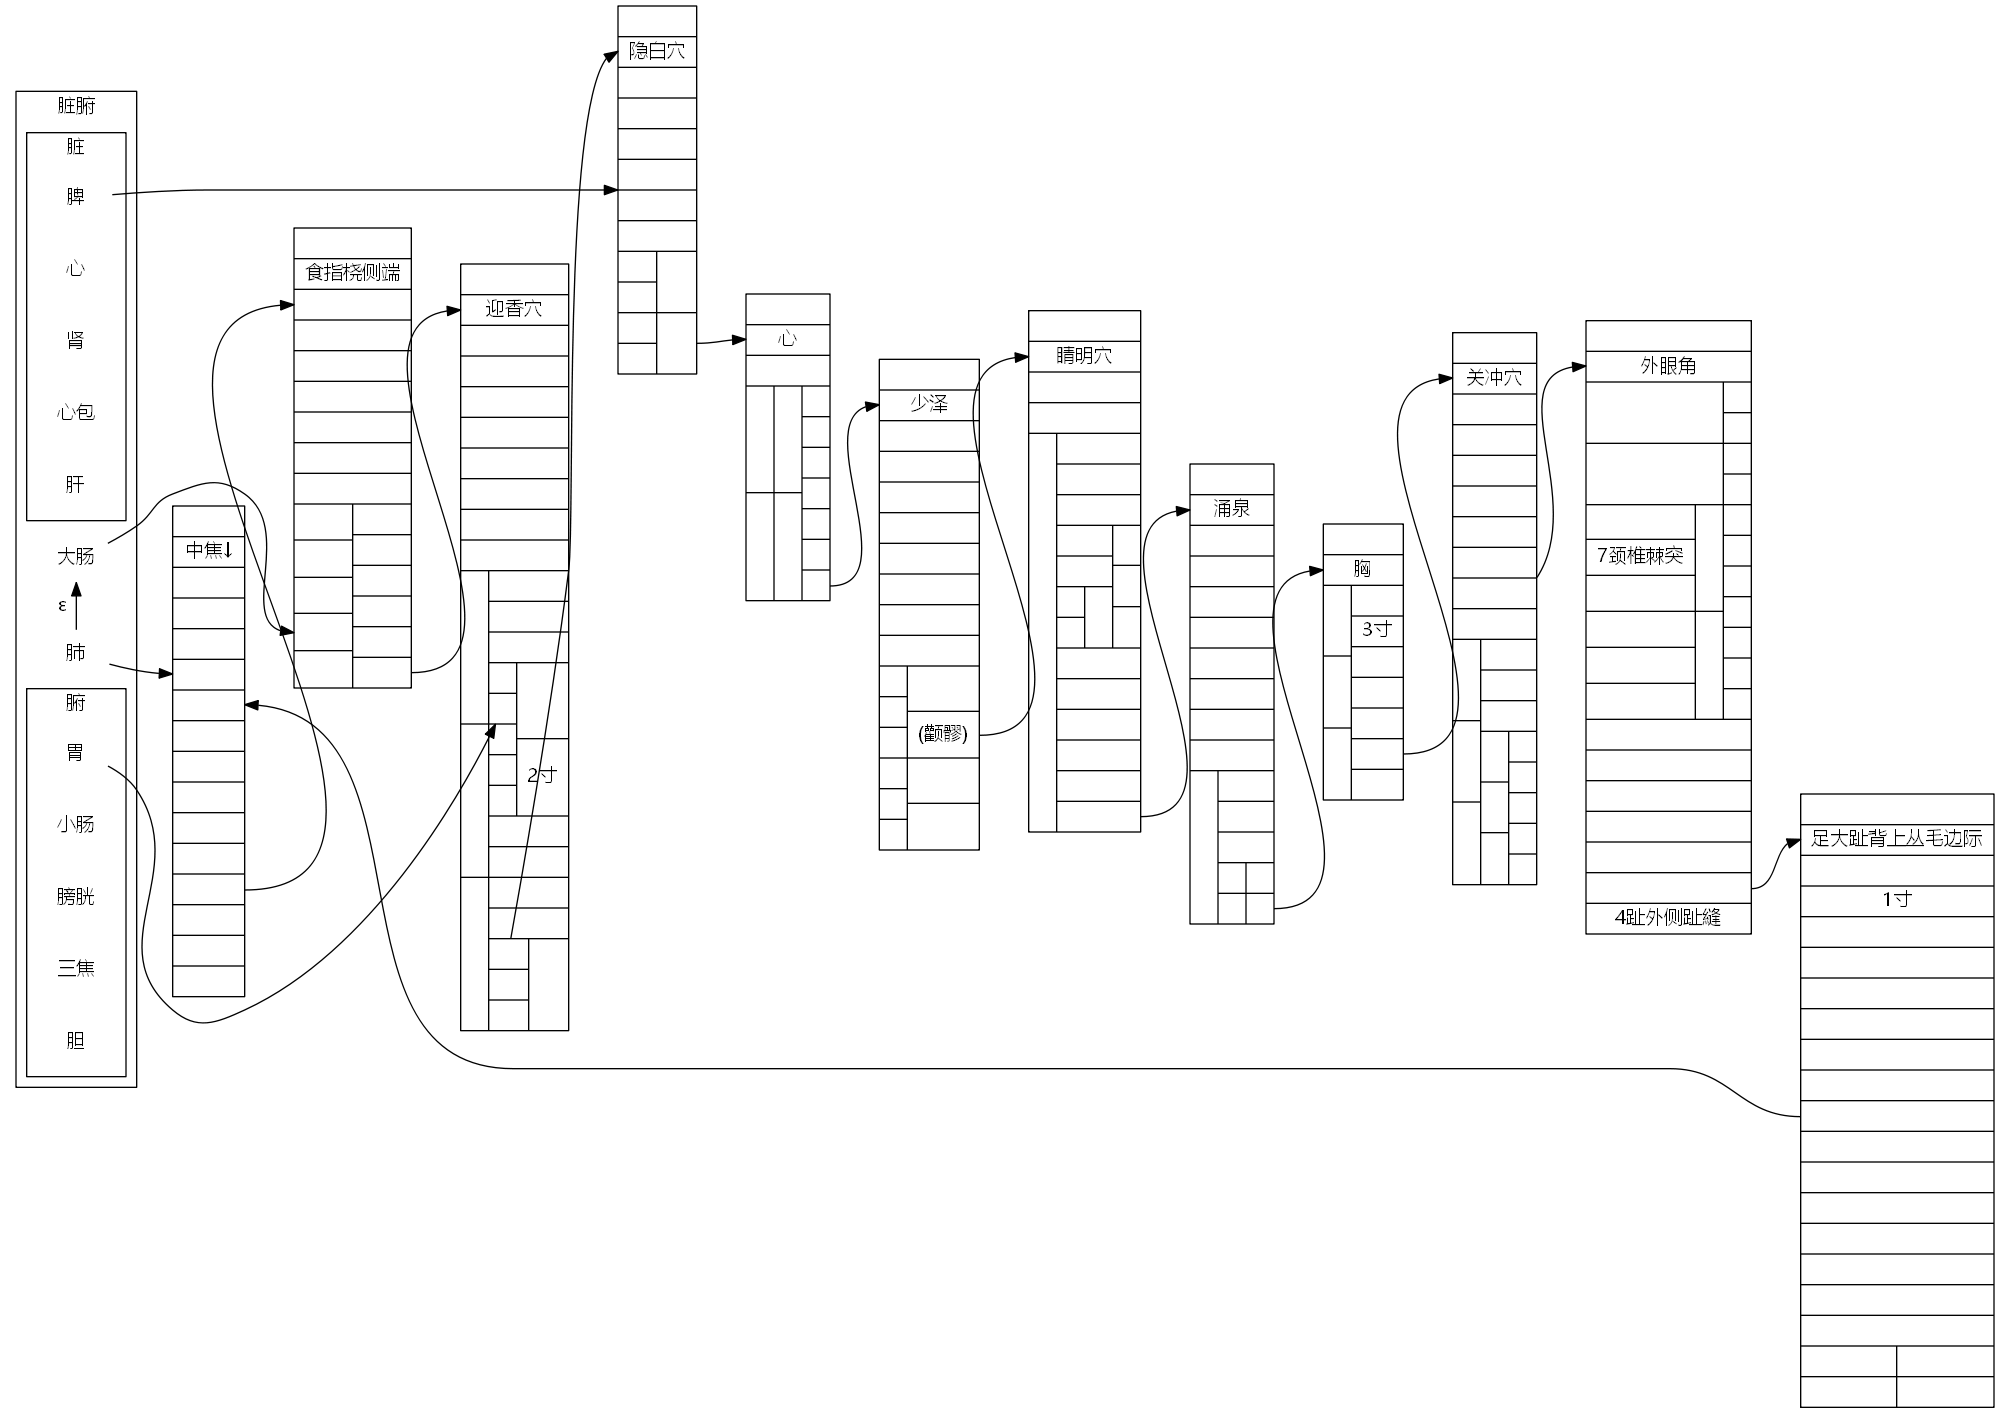 脏腑
脏
脾
心
肾
心包
肝
大肠
ε
肺
腑
胃
小肠
膀胱
三焦
胆
中焦↓
食指桡侧端
迎香穴
2寸
隐白穴
心
少泽
(颧髎)
睛明穴
涌泉
胸
3寸
关冲穴
外眼角
7颈椎棘突
4趾外侧趾縫
足大趾背上丛毛边际
1寸